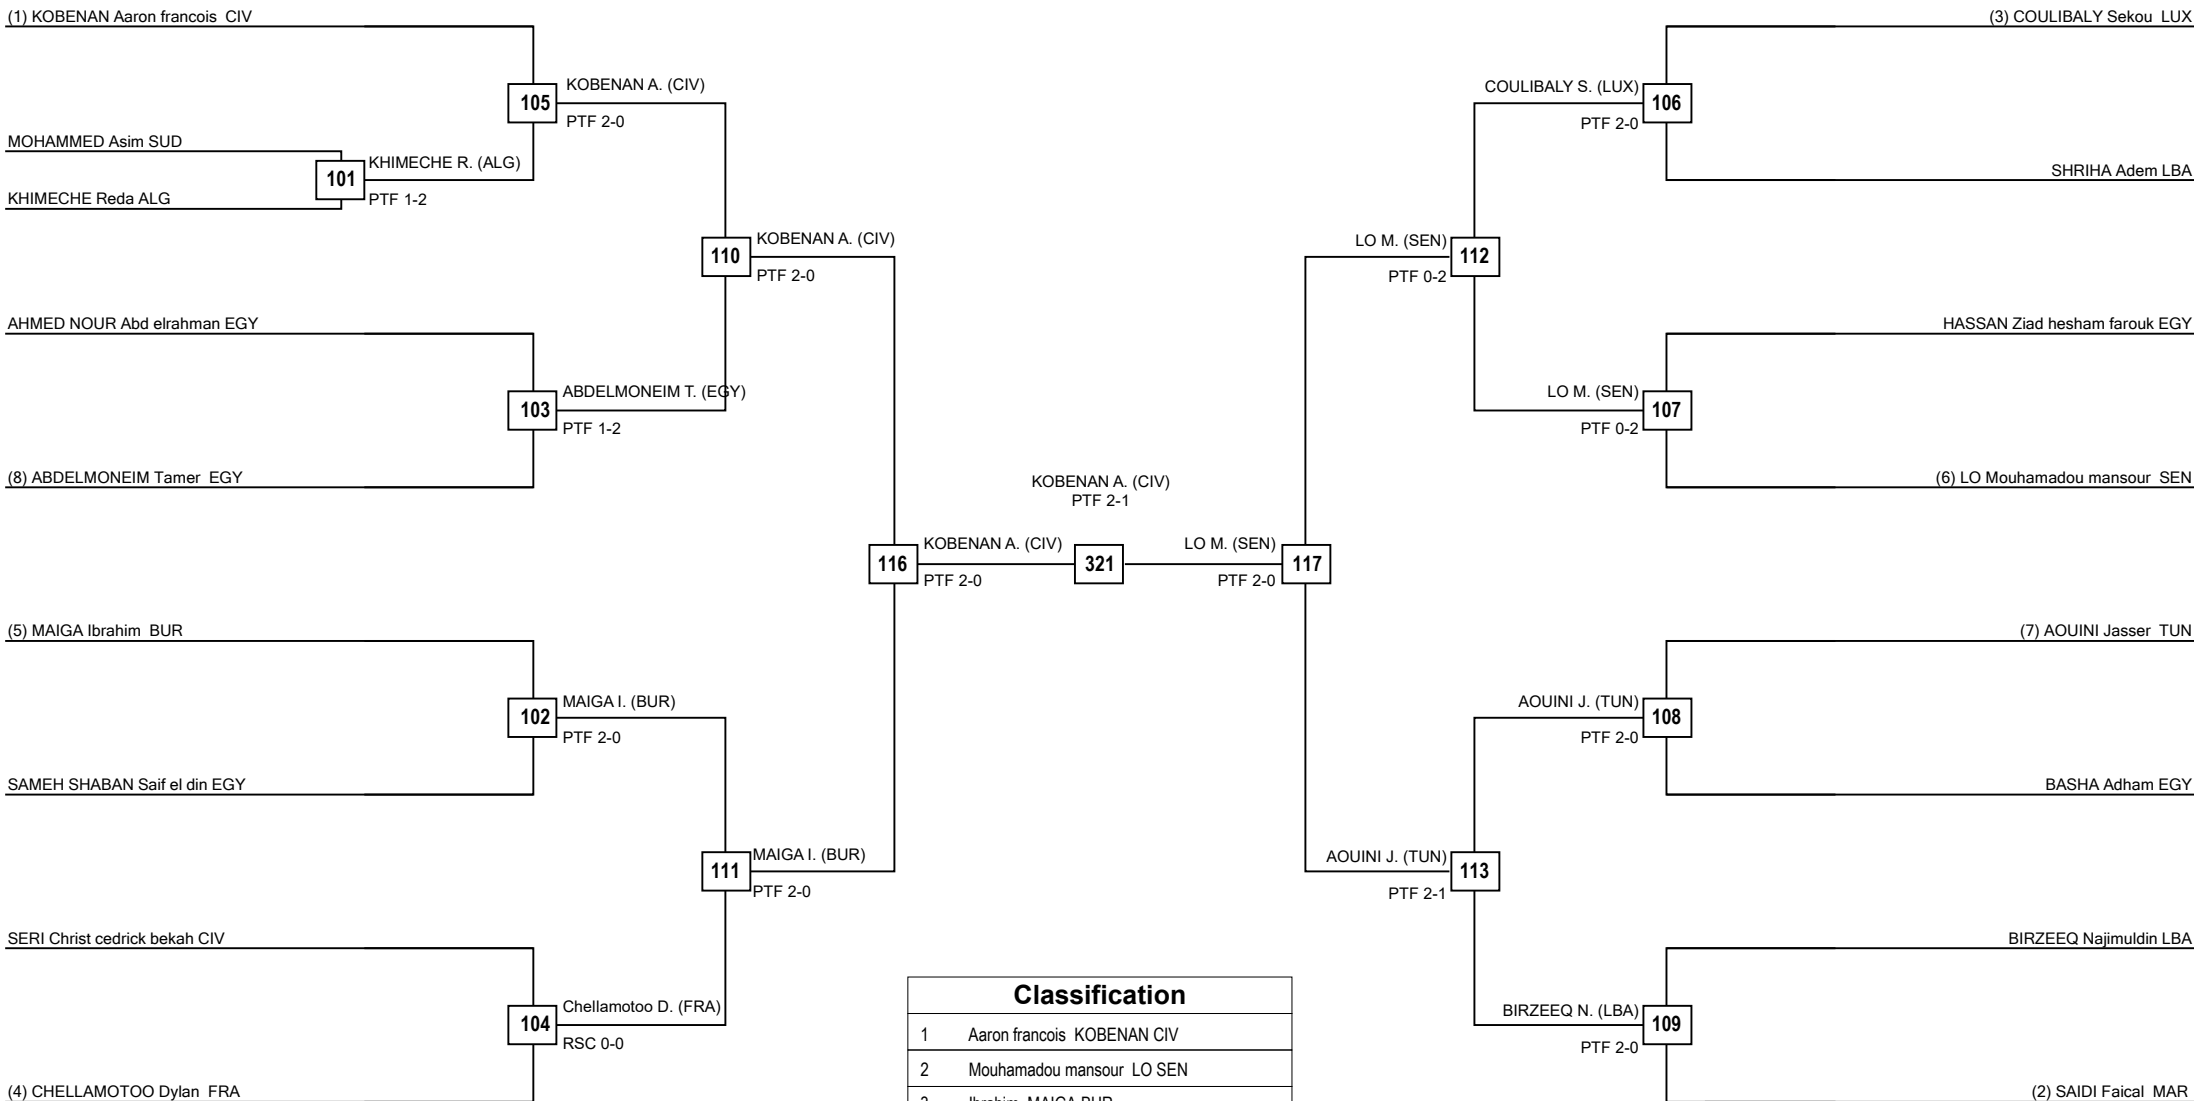 (1) KOBENAN Aaron francois CIV
(3) COULIBALY Sekou LUX
KOBENAN A. (CIV)
105
PTF 2-0
COULIBALY S. (LUX)
106
PTF 2-0
MOHAMMED Asim SUD
101
KHIMECHE R. (ALG)
PTF 1-2
KHIMECHE Reda ALG
SHRIHA Adem LBA
110
KOBENAN A. (CIV)
PTF 2-0
LO M. (SEN)
112
PTF 0-2
AHMED NOUR Abd elrahman EGY
HASSAN Ziad hesham farouk EGY
103
ABDELMONEIM T. (EGY)
PTF 1-2
LO M. (SEN)
107
PTF 0-2
(8) ABDELMONEIM Tamer EGY
(6) LO Mouhamadou mansour SEN
KOBENAN A. (CIV)
PTF 2-1
116
KOBENAN A. (CIV)
PTF 2-0
321
LO M. (SEN)
PTF 2-0
117
(5) MAIGA Ibrahim BUR
(7) AOUINI Jasser TUN
102
MAIGA I. (BUR)
PTF 2-0
AOUINI J. (TUN)
108
PTF 2-0
SAMEH SHABAN Saif el din EGY
BASHA Adham EGY
111
MAIGA I. (BUR)
PTF 2-0
AOUINI J. (TUN)
113
PTF 2-1
SERI Christ cedrick bekah CIV
BIRZEEQ Najimuldin LBA
104
Chellamotoo D. (FRA)
RSC 0-0
BIRZEEQ N. (LBA)
109
PTF 2-0
(4) CHELLAMOTOO Dylan FRA
(2) SAIDI Faical MAR
Classification
1 Aaron francois KOBENAN CIV
2 Mouhamadou mansour LO SEN
3 Ibrahim MAIGA BUR